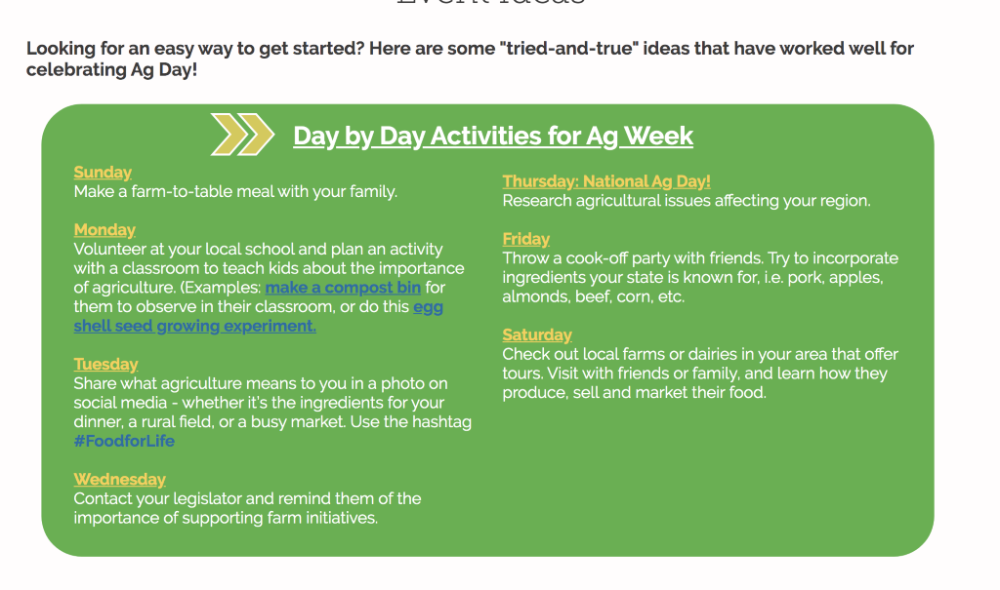 Event Ideas
Looking for an easy way to get started? Here are some "tried-and-true" ideas that have worked well for
celebrating Ag Day!
Day by Day Activities for Ag Week
Sunday
Make a farm-to-table meal with your family.
Monday
Volunteer at your local school and plan an activity
with a classroom to teach kids about the importance
of agriculture. (Examples: make a compost bin for
them to observe in their classroom, or do this egg
shell seed growing experiment.
Tuesday
Share what agriculture means to you in a photo on
social media - whether it's the ingredients for your
dinner, a rural field, or a busy market. Use the hashtag
#FoodforLife
Wednesday
Contact your legislator and remind them of the
importance of supporting farm initiatives.
Thursday: National Ag Day!
Research agricultural issues affecting your region.
Friday
Throw a cook-off party with friends. Try to incorporate
ingredients your state is known for, i.e. pork, apples,
almonds, beef, corn, etc.
Saturday
Check out local farms or dairies in your area that offer
tours. Visit with friends or family, and learn how they
produce, sell and market their food.